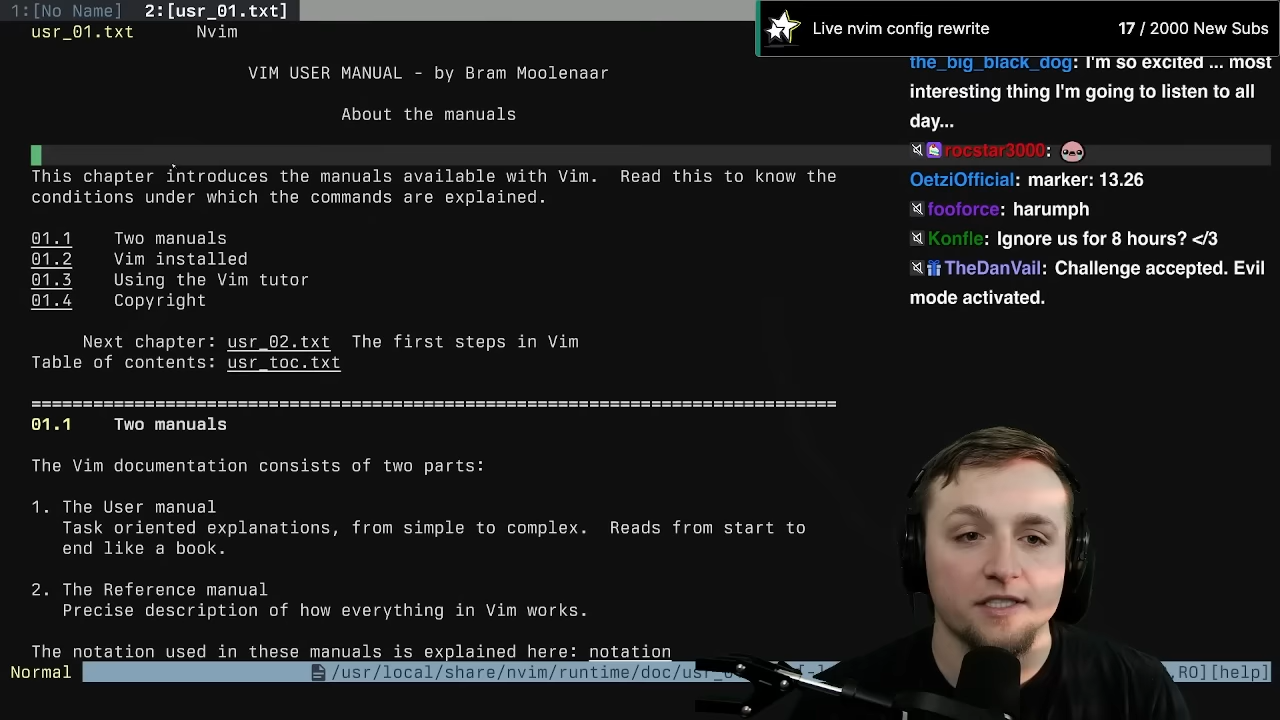 1:[No Name]  2:[usr_01.txt]
usr_01.txt      Nvim
VIM USER MANUAL - by Bram Moolenaar
About the manuals
This chapter introduces the manuals available with Vim.  Read this to know the
conditions under which the commands are explained.
01.1    Two manuals
01.2    Vim installed
01.3    Using the Vim tutor
01.4    Copyright
Next chapter: usr_02.txt  The first steps in Vim
Table of contents: usr_toc.txt
==============================================================================
01.1    Two manuals
The Vim documentation consists of two parts:
1. The User manual
Task oriented explanations, from simple to complex.  Reads from start to
end like a book.
2. The Reference manual
Precise description of how everything in Vim works.
The notation used in these manuals is explained here: notation
Normal
/usr/local/share/nvim/runtime/doc/us
[-]
,RO][help]
Live nvim config rewrite 17 / 2000 New Subs
the_big_black_dog: I'm so excited ... most
interesting thing I'm going to listen to all
day...
rocstar3000:
OetziOfficial: marker: 13.26
fooforce: harumph
Konfle: Ignore us for 8 hours? </3
TheDanVail: Challenge accepted. Evil
mode activated.